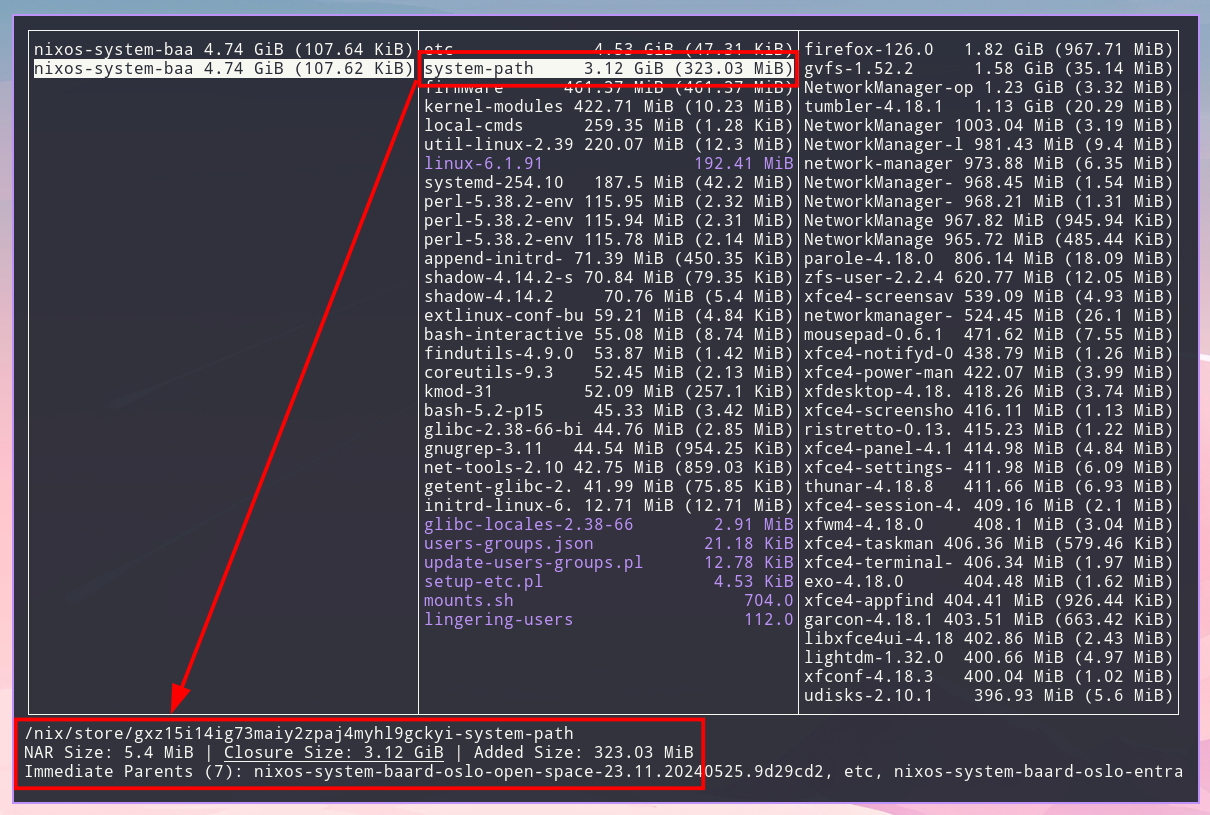 nixos-system-baa 4.74 GiB (107.64 KiB)
nixos-system-baa 4.74 GiB (107.62 KiB)
etc 4.53 GiB (47.31 KiB)
system-path 3.12 GiB (323.03 MiB)
firmware 461.37 MiB (461.37 MiB)
kernel-modules 422.71 MiB (10.23 MiB)
local-cmds 259.35 MiB (1.28 KiB)
util-linux-2.39 220.07 MiB (12.3 MiB)
linux-6.1.91 192.41 MiB
systemd-254.10 187.5 MiB (42.2 MiB)
perl-5.38.2-env 115.95 MiB (2.32 MiB)
perl-5.38.2-env 115.94 MiB (2.31 MiB)
perl-5.38.2-env 115.78 MiB (2.14 MiB)
append-initrd- 71.39 MiB (450.35 KiB)
shadow-4.14.2-s 70.84 MiB (79.35 KiB)
shadow-4.14.2 70.76 MiB (5.4 MiB)
extlinux-conf-bu 59.21 MiB (4.84 KiB)
bash-interactive 55.08 MiB (8.74 MiB)
findutils-4.9.0 53.87 MiB (1.42 MiB)
coreutils-9.3 52.45 MiB (2.13 MiB)
kmod-31 52.09 MiB (257.1 KiB)
bash-5.2-p15 45.33 MiB (3.42 MiB)
glibc-2.38-66-bi 44.76 MiB (2.85 MiB)
gnugrep-3.11 44.54 MiB (954.25 KiB)
net-tools-2.10 42.75 MiB (859.03 KiB)
getent-glibc-2. 41.99 MiB (75.85 KiB)
initrd-linux-6. 12.71 MiB (12.71 MiB)
glibc-locales-2.38-66 2.91 MiB
users-groups.json 21.18 KiB
update-users-groups.pl 12.78 KiB
setup-etc.pl 4.53 KiB
mounts.sh 704.0
lingering-users 112.0
firefox-126.0 1.82 GiB (967.71 MiB)
gvfs-1.52.2 1.58 GiB (35.14 MiB)
NetworkManager-op 1.23 GiB (3.32 MiB)
tumbler-4.18.1 1.13 GiB (20.29 MiB)
NetworkManager 1003.04 MiB (3.19 MiB)
NetworkManager-l 981.43 MiB (9.4 MiB)
network-manager 973.88 MiB (6.35 MiB)
NetworkManager- 968.45 MiB (1.54 MiB)
NetworkManager- 968.21 MiB (1.31 MiB)
NetworkManage 967.82 MiB (945.94 KiB)
NetworkManage 965.72 MiB (485.44 KiB)
parole-4.18.0 806.14 MiB (18.09 MiB)
zfs-user-2.2.4 620.77 MiB (12.05 MiB)
xfce4-screensav 539.09 MiB (4.93 MiB)
networkmanager- 524.45 MiB (26.1 MiB)
mousepad-0.6.1 471.62 MiB (7.55 MiB)
xfce4-notifyd-0 438.79 MiB (1.26 MiB)
xfce4-power-man 422.07 MiB (3.99 MiB)
xfdesktop-4.18. 418.26 MiB (3.74 MiB)
xfce4-screensho 416.11 MiB (1.13 MiB)
ristretto-0.13. 415.23 MiB (1.22 MiB)
xfce4-panel-4.1 414.98 MiB (4.84 MiB)
xfce4-settings- 411.98 MiB (6.09 MiB)
thunar-4.18.8 411.66 MiB (6.93 MiB)
xfce4-session-4. 409.16 MiB (2.1 MiB)
xfwm4-4.18.0 408.1 MiB (3.04 MiB)
xfce4-taskman 406.36 MiB (579.46 KiB)
xfce4-terminal- 406.34 MiB (1.97 MiB)
exo-4.18.0 404.48 MiB (1.62 MiB)
xfce4-appfind 404.41 MiB (926.44 KiB)
garcon-4.18.1 403.51 MiB (663.42 KiB)
libxfce4ui-4.18 402.86 MiB (2.43 MiB)
lightdm-1.32.0 400.66 MiB (4.97 MiB)
xfconf-4.18.3 400.04 MiB (1.02 MiB)
udisks-2.10.1 396.93 MiB (5.6 MiB)
/nix/store/gxz15i14ig73maiy2zpaj4myhl9gckyi-system-path
NAR Size: 5.4 MiB | Closure Size: 3.12 GiB | Added Size: 323.03 MiB
Immediate Parents (7): nixos-system-baard-oslo-open-space-23.11.20240525.9d29cd2, etc, nixos-system-baard-oslo-entra